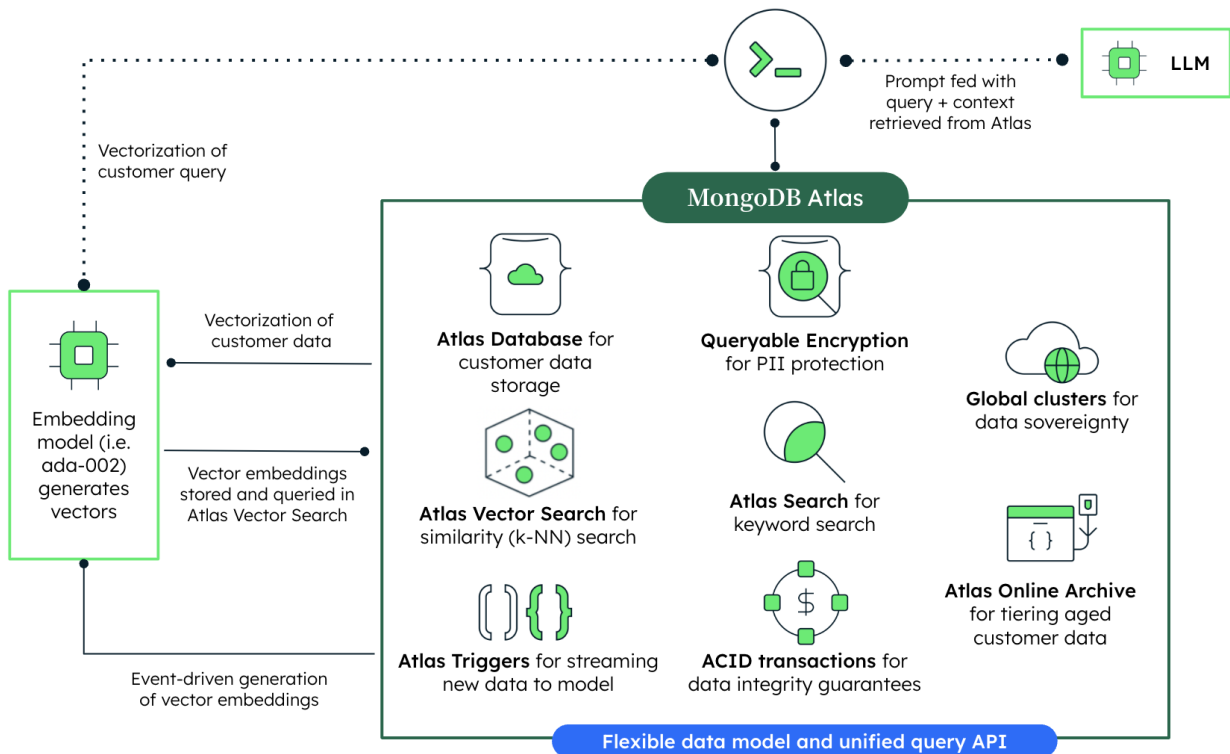 LLM
Prompt fed with
query + context
retrieved from Atlas
Vectorization of
customer query
MongoDB Atlas
Vectorization of
customer data
Embedding
model (i.e.
ada-002)
generates
vectors
Vector embeddings
stored and queried in
Atlas Vector Search
Event-driven generation
of vector embeddings
Atlas Database for
customer data
storage
Queryable Encryption
for PII protection
Global clusters for
data sovereignty
Atlas Vector Search for
similarity (k-NN) search
Atlas Search for
keyword search
Atlas Online Archive
for tiering aged
customer data
Atlas Triggers for streaming
new data to model
$
ACID transactions for
data integrity guarantees
Flexible data model and unified query API